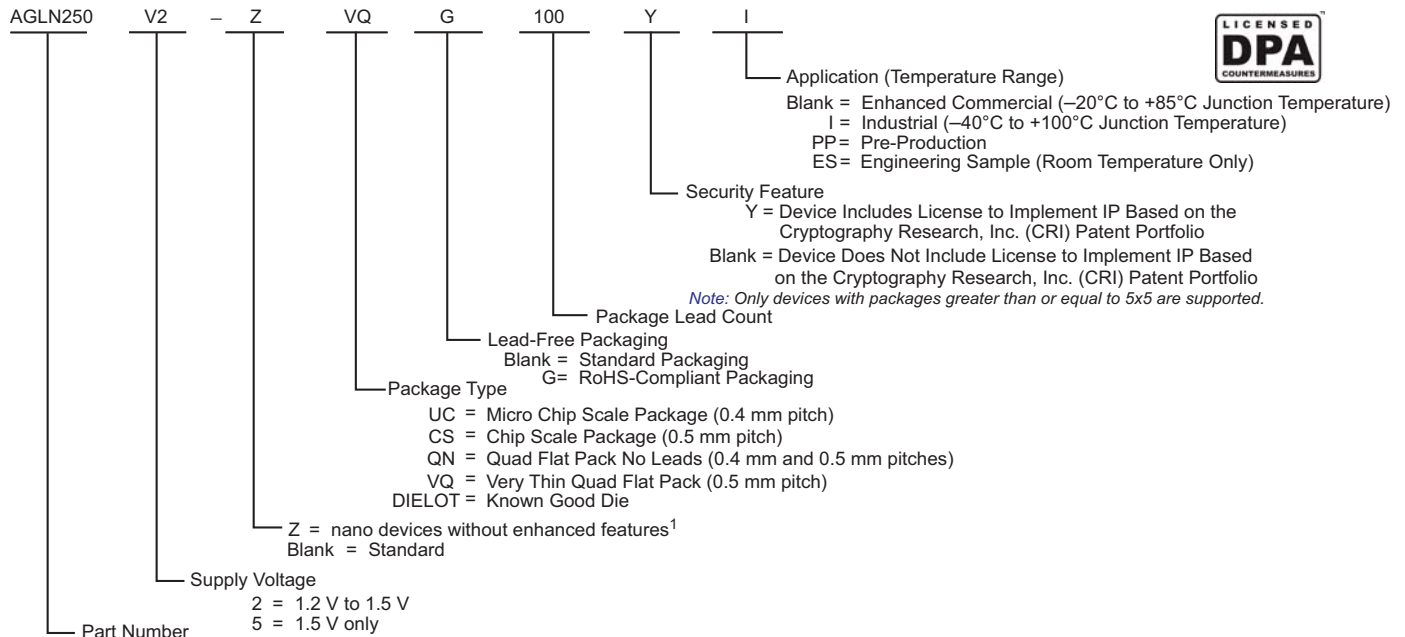 AGLN250 V2 – Z VQ G 100 Y I
LICENSED
DPA
COUNTERMEASURES
™
Application (Temperature Range)
Blank = Enhanced Commercial (–20°C to +85°C Junction Temperature)
I = Industrial (–40°C to +100°C Junction Temperature)
PP = Pre-Production
ES = Engineering Sample (Room Temperature Only)
Security Feature
Y = Device Includes License to Implement IP Based on the
Cryptography Research, Inc. (CRI) Patent Portfolio
Blank = Device Does Not Include License to Implement IP Based
on the Cryptography Research, Inc. (CRI) Patent Portfolio
Note: Only devices with packages greater than or equal to 5x5 are supported.
Package Lead Count
Lead-Free Packaging
Blank = Standard Packaging
G= RoHS-Compliant Packaging
Package Type
UC = Micro Chip Scale Package (0.4 mm pitch)
CS = Chip Scale Package (0.5 mm pitch)
QN = Quad Flat Pack No Leads (0.4 mm and 0.5 mm pitches)
VQ = Very Thin Quad Flat Pack (0.5 mm pitch)
DIELOT = Known Good Die
Z = nano devices without enhanced features1
Blank = Standard
Supply Voltage
2 = 1.2 V to 1.5 V
5 = 1.5 V only
Part Number